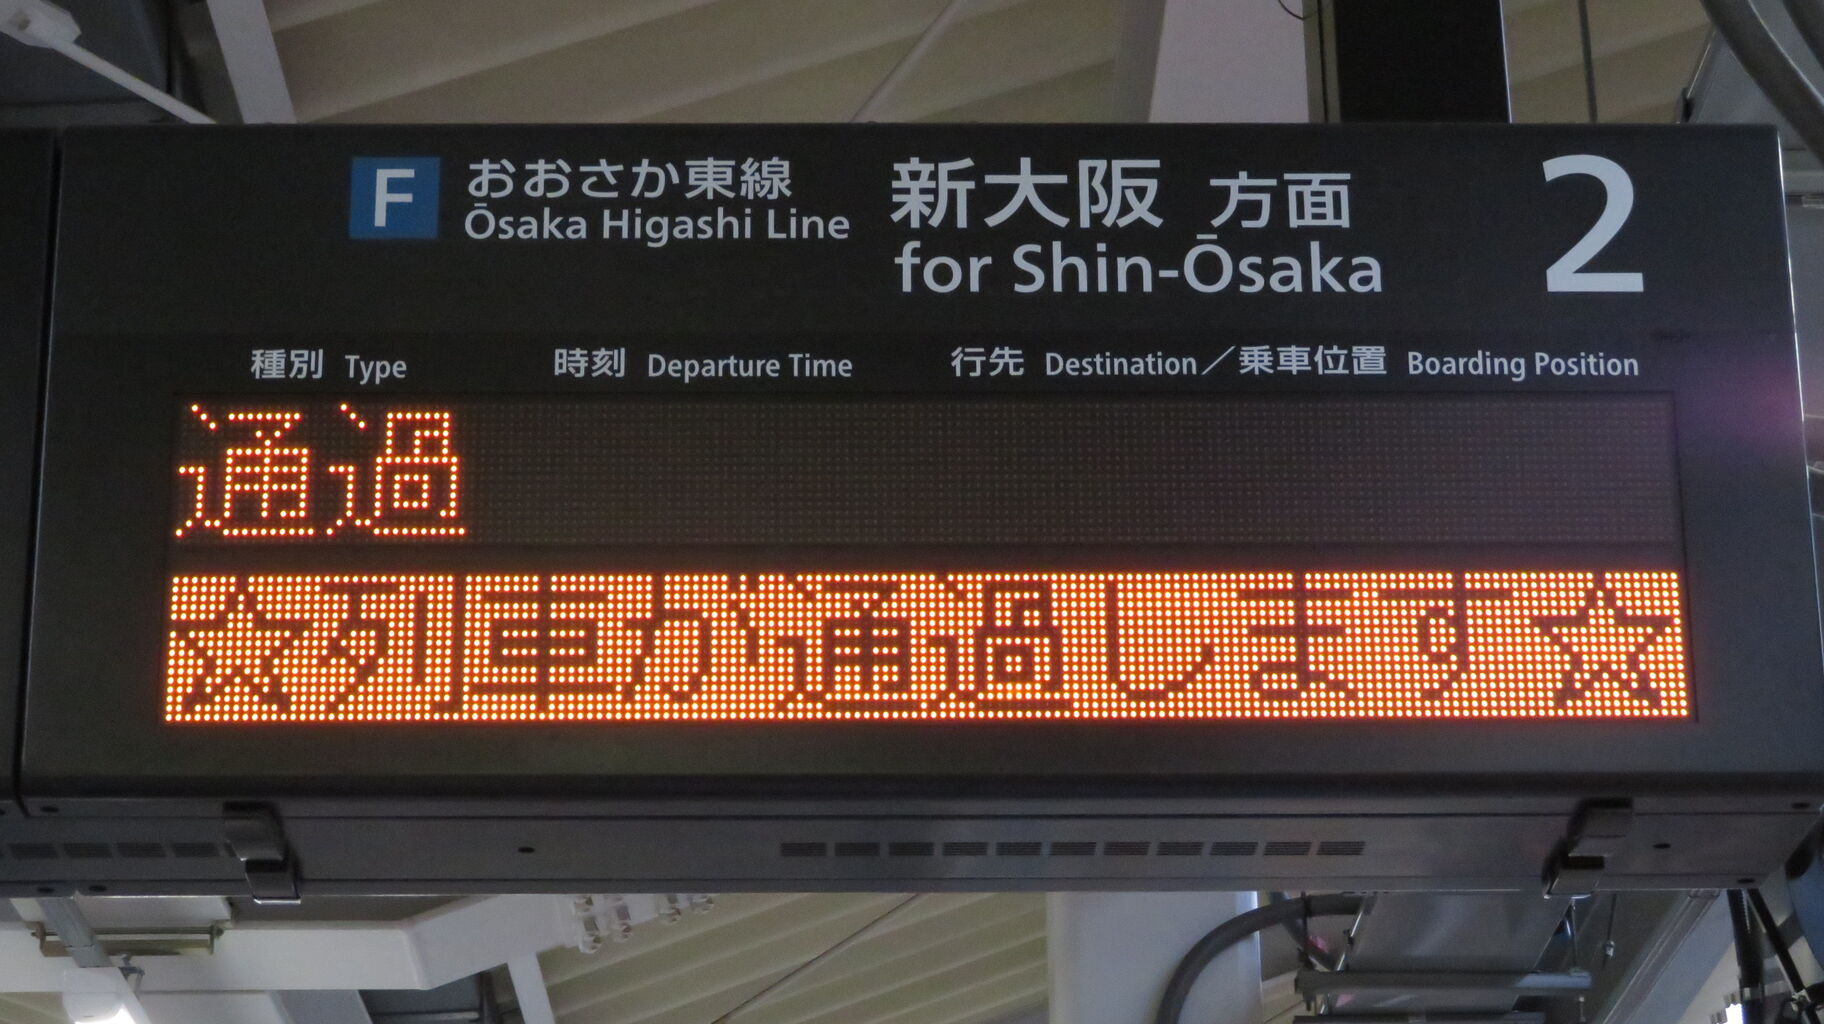 F おおさか東線 新大阪 方面 2
Ōsaka Higashi Line for Shin-Ōsaka
種別 Type 時刻 Departure Time 行先 Destination／乗車位置 Boarding Position
通過
☆列車が通過します☆